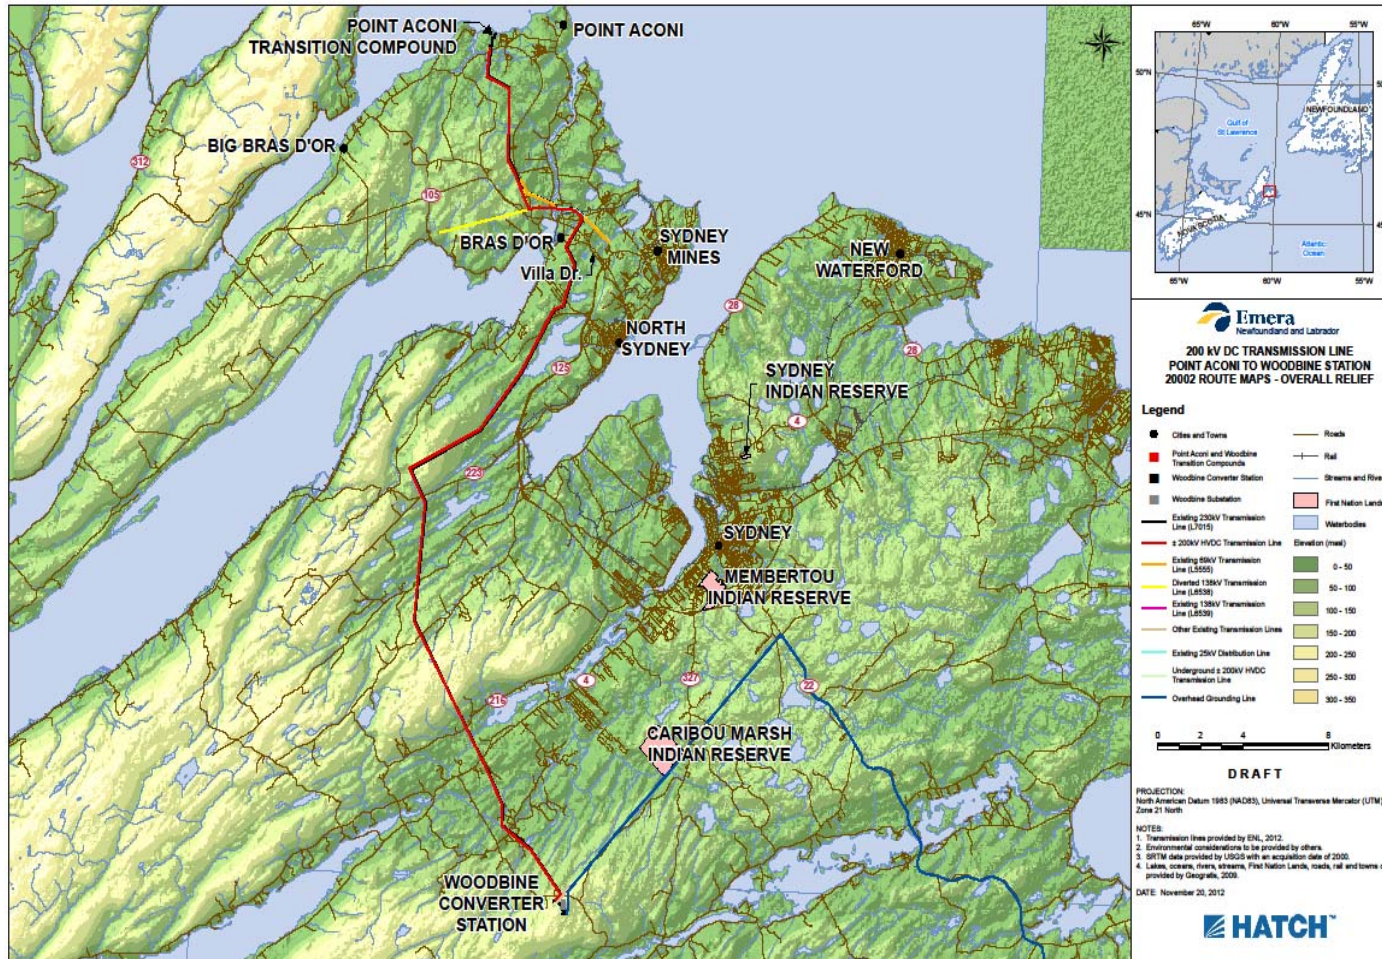 POINT ACONI
TRANSITION COMPOUND
POINT ACONI
BIG BRAS D'OR
312
105
BRAS D'OR
Villa Dr.
SYDNEY
MINES
NEW
WATERFORD
28
28
NORTH
SYDNEY
125
SYDNEY
INDIAN RESERVE
4
223
SYDNEY
MEMBERTOU
INDIAN RESERVE
4
327
22
216
CARIBOU MARSH
INDIAN RESERVE
WOODBINE
CONVERTER
STATION
65°W
60°W
55°W
50°N
45°N
NEWFOUNDLAND
Gulf of
St Lawrence
NOVA SCOTIA
Atlantic
Ocean
65°W
60°W
55°W
Emera
Newfoundland and Labrador
200 kV DC TRANSMISSION LINE
POINT ACONI TO WOODBINE STATION
20002 ROUTE MAPS - OVERALL RELIEF
Legend
Cities and Towns
Point Aconi and Woodbine
Transition Compounds
Woodbine Converter Station
Woodbine Substation
Existing 230kV Transmission
Line (L7015)
± 200kV HVDC Transmission Line
Existing 69kV Transmission
Line (L5555)
Diverted 138kV Transmission
Line (L6538)
Existing 138kV Transmission
Line (L6539)
Other Existing Transmission Lines
Existing 25kV Distribution Line
Underground ± 200kV HVDC
Transmission Line
Overhead Grounding Line
Roads
Rail
Streams and Rive
First Nation Lands
Waterbodies
Elevation (masl)
0 - 50
50 - 100
100 - 150
150 - 200
200 - 250
250 - 300
300 - 350
0 2 4 8
Kilometers
DRAFT
PROJECTION:
North American Datum 1983 (NAD83), Universal Transverse Mercator (UTM)
Zone 21 North
NOTES:
1. Transmission lines provided by ENL, 2012.
2. Environmental considerations to be provided by others.
3. SRTM data provided by USGS with an acquisition date of 2000.
4. Lakes, oceans, rivers, streams, First Nation Lands, roads, rail and towns
provided by Geogratis, 2009.
DATE: November 20, 2012
HATCH™